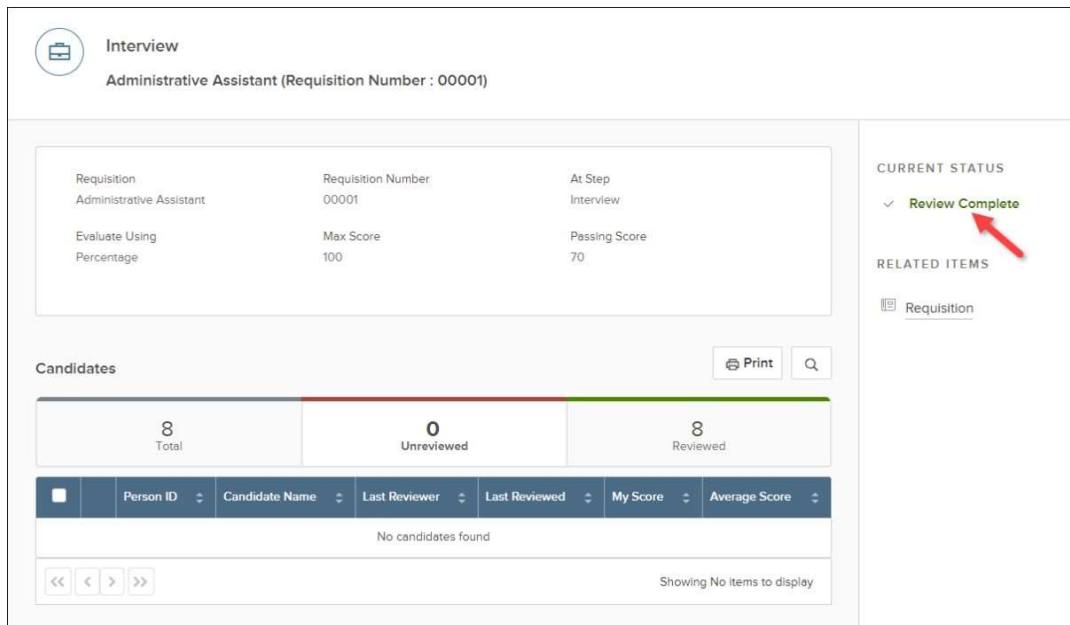 Interview
Administrative Assistant (Requisition Number : 00001)
Requisition
Administrative Assistant
Requisition Number
00001
At Step
Interview
Evaluate Using
Percentage
Max Score
100
Passing Score
70
CURRENT STATUS
Review Complete
RELATED ITEMS
Requisition
Candidates
Print
8
Total
0
Unreviewed
8
Reviewed
Person ID Candidate Name Last Reviewer Last Reviewed My Score Average Score
No candidates found
<< < > >>
Showing No items to display